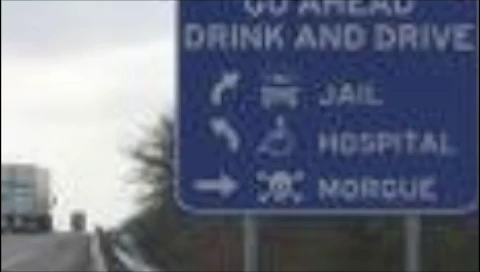 GO AHEAD
DRINK AND DRIVE
JAIL
HOSPITAL
MORGUE